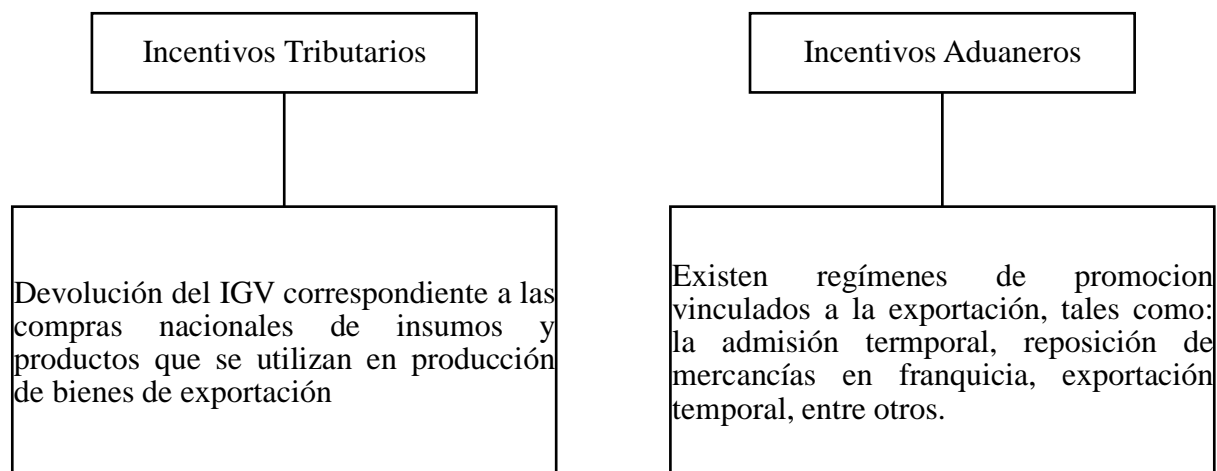 Incentivos Tributarios
Devolución del IGV correspondiente a las
compras nacionales de insumos y
productos que se utilizan en producción
de bienes de exportación
Incentivos Aduaneros
Existen regímenes de promocion
vinculados a la exportación, tales como:
la admisión termporal, reposición de
mercancías en franquicia, exportación
temporal, entre otros.